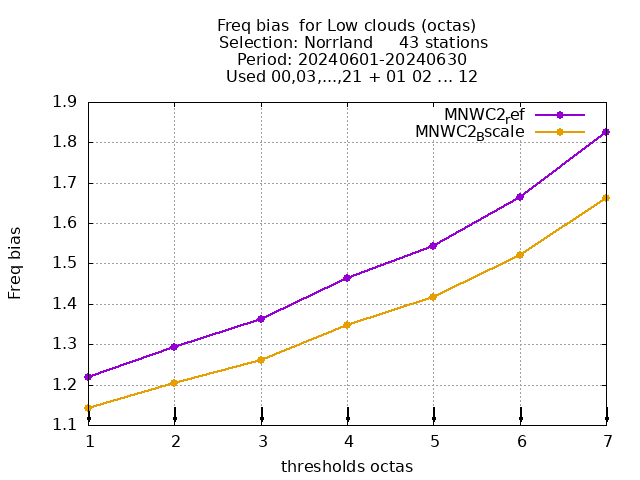 Freq bias  for Low clouds (octas)
Selection: Norrland     43 stations
Period: 20240601-20240630
Used 00,03,...,21 + 01 02 ... 12
MNWC2ref
MNWC2Bscale
1.9
1.8
1.7
1.6
1.5
1.4
1.3
1.2
1.1
Freq bias
1 2 3 4 5 6 7
thresholds octas